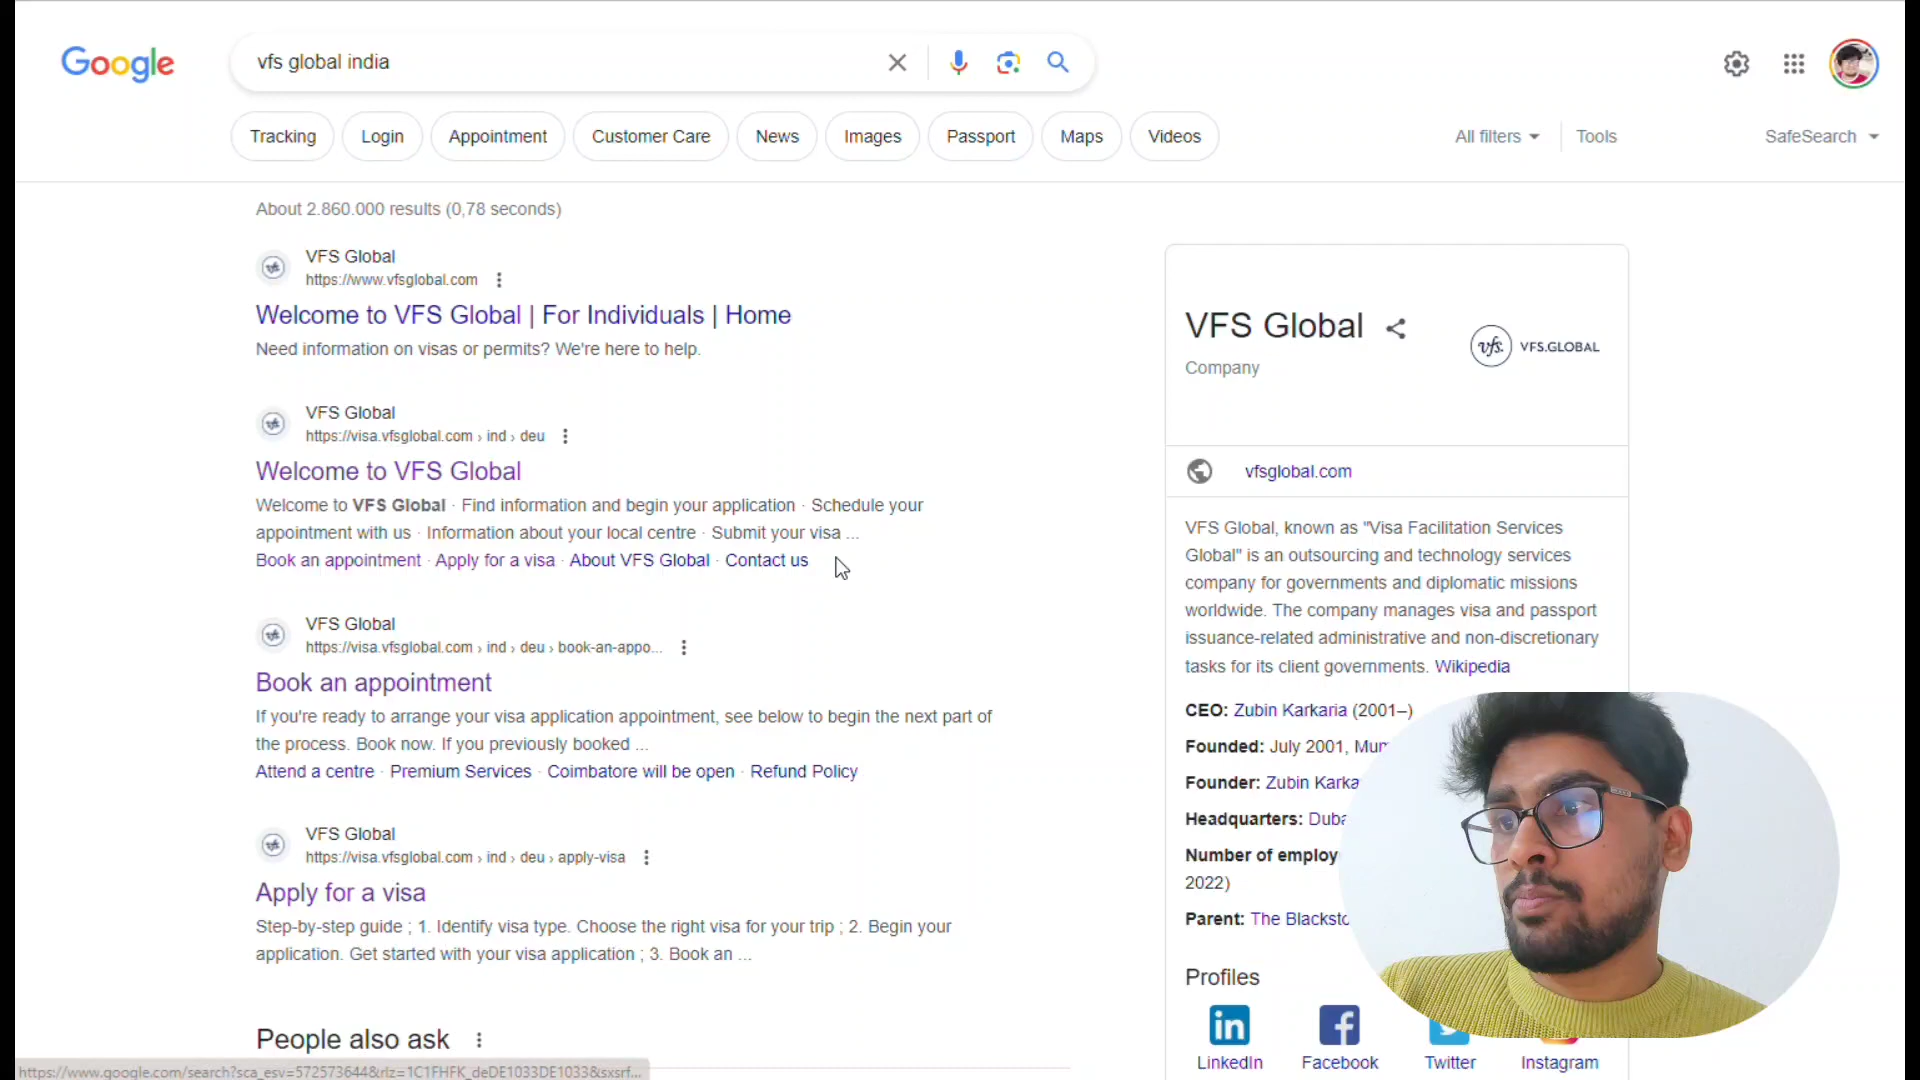 Google
vfs global india
Tracking
Login
Appointment
Customer Care
News
Images
Passport
Maps
Videos
All filters
Tools
SafeSearch
About 2.860.000 results (0,78 seconds)
VFS Global
https://www.vfsglobal.com
Welcome to VFS Global | For Individuals | Home
Need information on visas or permits? We're here to help.
VFS Global
https://visa.vfsglobal.com › ind › deu
Welcome to VFS Global
Welcome to VFS Global · Find information and begin your application · Schedule your
appointment with us · Information about your local centre · Submit your visa ...
Book an appointment · Apply for a visa · About VFS Global · Contact us
VFS Global
https://visa.vfsglobal.com › ind › deu › book-an-appo...
Book an appointment
If you're ready to arrange your visa application appointment, see below to begin the next part of
the process. Book now. If you previously booked ...
Attend a centre · Premium Services · Coimbatore will be open · Refund Policy
VFS Global
https://visa.vfsglobal.com › ind › deu › apply-visa
Apply for a visa
Step-by-step guide ; 1. Identify visa type. Choose the right visa for your trip ; 2. Begin your
application. Get started with your visa application ; 3. Book an ...
People also ask
https://www.google.com/search?sca_esv=572573644&rlz=1C1FHFK_deDE1033DE1033&sxsrf...
VFS Global
Company
vfs. VFS.GLOBAL
vfsglobal.com
VFS Global, known as "Visa Facilitation Services
Global" is an outsourcing and technology services
company for governments and diplomatic missions
worldwide. The company manages visa and passport
issuance-related administrative and non-discretionary
tasks for its client governments. Wikipedia
CEO: Zubin Karkaria (2001–)
Founded: July 2001,
Founder: Zubin
Headquarters:
Number of
2022)
Parent: The
Profiles
LinkedIn
Facebook
Twitter
Instagram